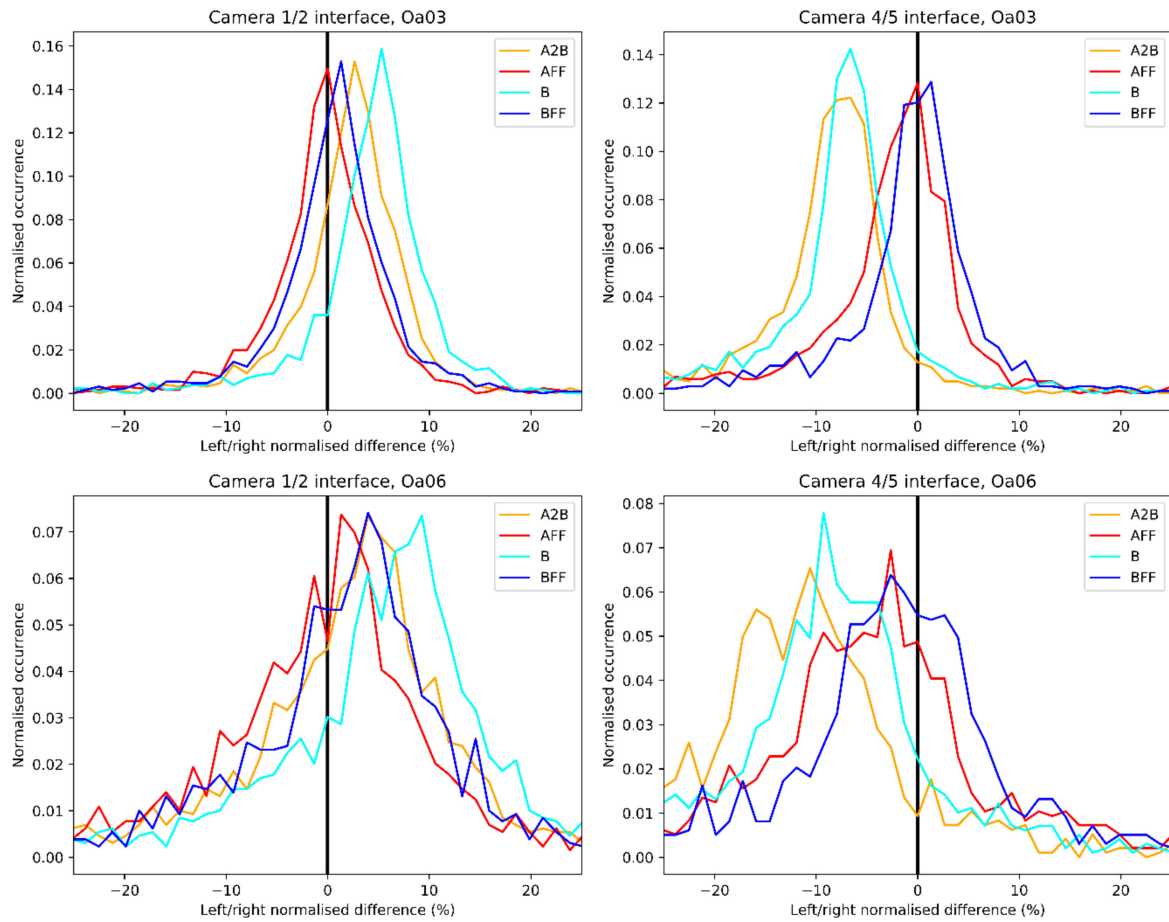 Camera 1/2 interface, Oa03
0.16
0.14
0.12
0.10
0.08
0.06
0.04
0.02
0.00
Normalised occurrence
A2B
AFF
B
BFF
−20
−10
0
10
20
Left/right normalised difference (%)
Camera 4/5 interface, Oa03
0.14
0.12
0.10
0.08
0.06
0.04
0.02
0.00
Normalised occurrence
A2B
AFF
B
BFF
−20
−10
0
10
20
Left/right normalised difference (%)
Camera 1/2 interface, Oa06
0.07
0.06
0.05
0.04
0.03
0.02
0.01
0.00
Normalised occurrence
A2B
AFF
B
BFF
−20
−10
0
10
20
Left/right normalised difference (%)
Camera 4/5 interface, Oa06
0.08
0.07
0.06
0.05
0.04
0.03
0.02
0.01
0.00
Normalised occurrence
A2B
AFF
B
BFF
−20
−10
0
10
20
Left/right normalised difference (%)